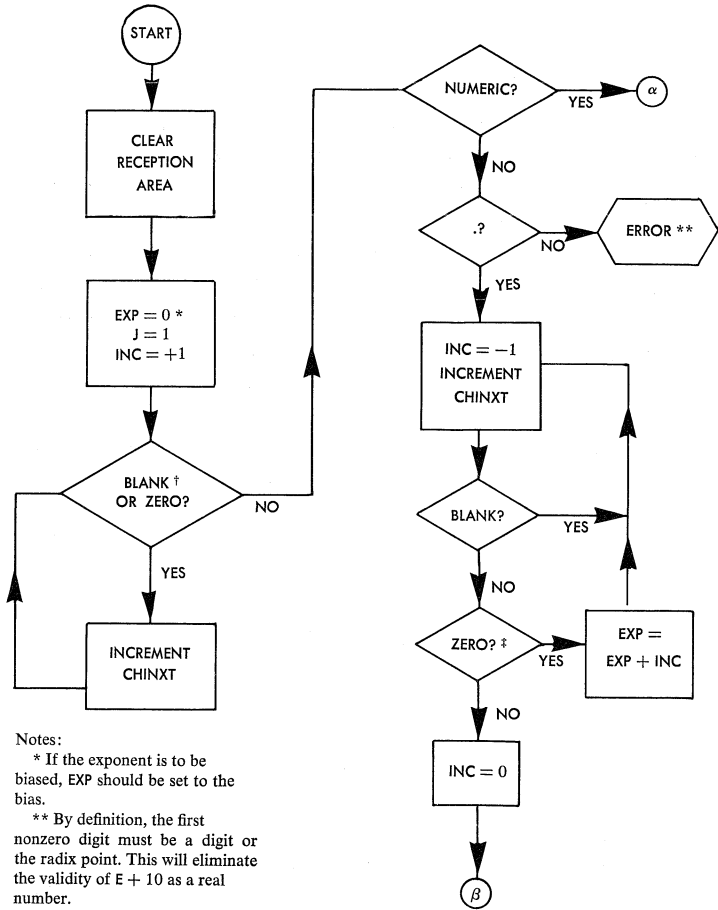 START
CLEAR
RECEPTION
AREA
EXP = 0 *
J = 1
INC = +1
BLANK †
OR ZERO?
NO
YES
INCREMENT
CHINXT
NUMERIC?
YES
α
NO
.?
NO
ERROR **
YES
INC = −1
INCREMENT
CHINXT
BLANK?
YES
NO
ZERO? ‡
YES
EXP =
EXP + INC
NO
INC = 0
β
Notes:
* If the exponent is to be
biased, EXP should be set to the
bias.
** By definition, the first
nonzero digit must be a digit or
the radix point. This will eliminate
the validity of E + 10 as a real
number.